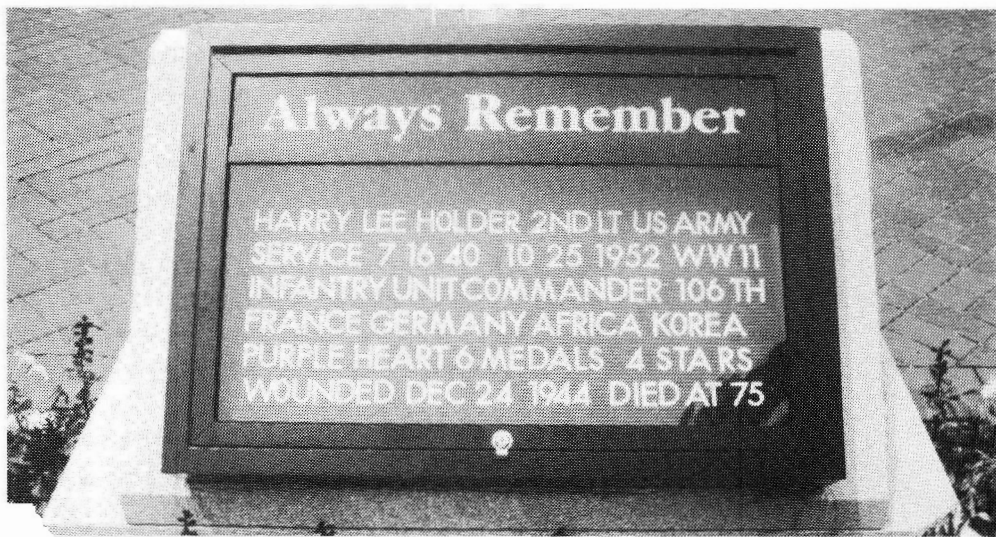 Always Remember
HARRY LEE HOLDER 2ND LT US ARMY
SERVICE 7 16 40 10 25 1952 WW11
INFANTRY UNIT COMMANDER 106 TH
FRANCE GERMANY AFRICA KOREA
PURPLE HEART 6 MEDALS 4 STARS
WOUNDED DEC 24 1944 DIED AT 75